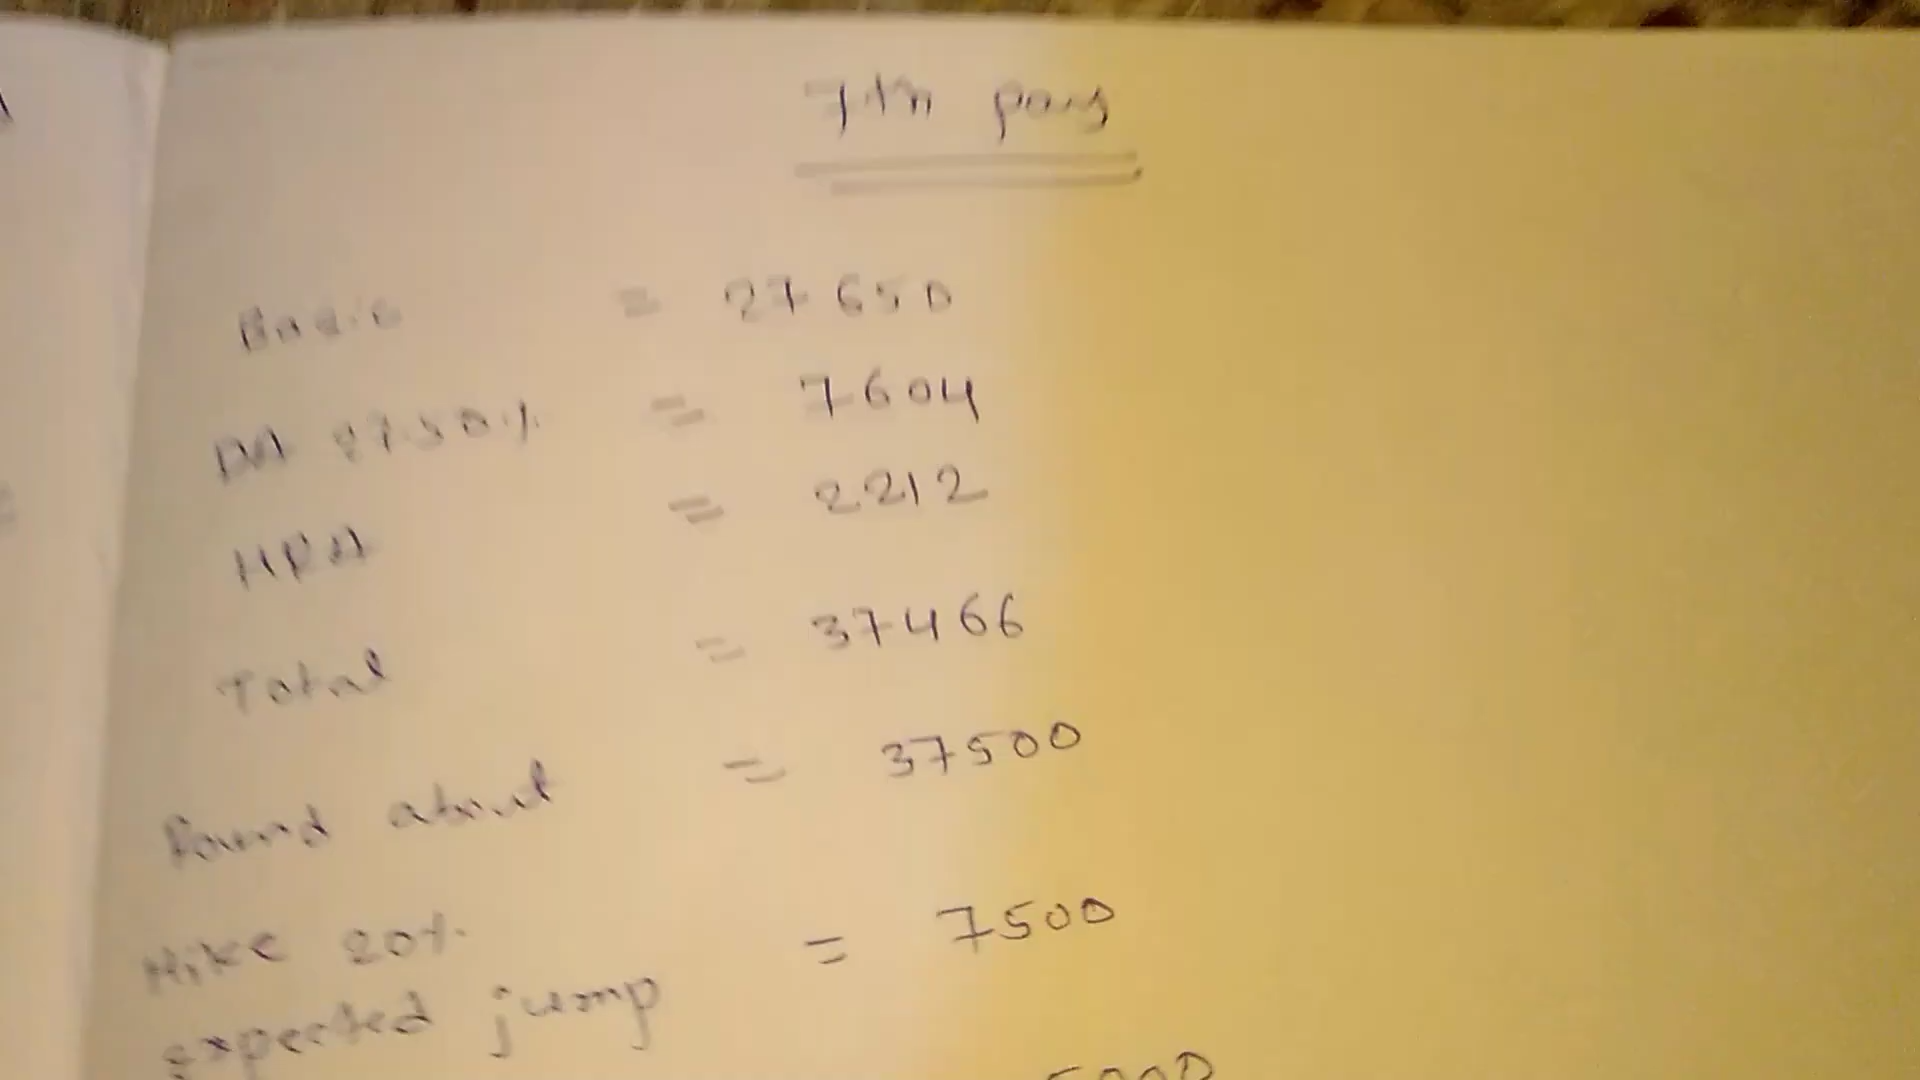 7th pay
Basic = 27650
DA 27.50% = 7604
HRA = 2212
Total = 37466
Round about = 37500
Hike 20% = 7500
expected jump
5000